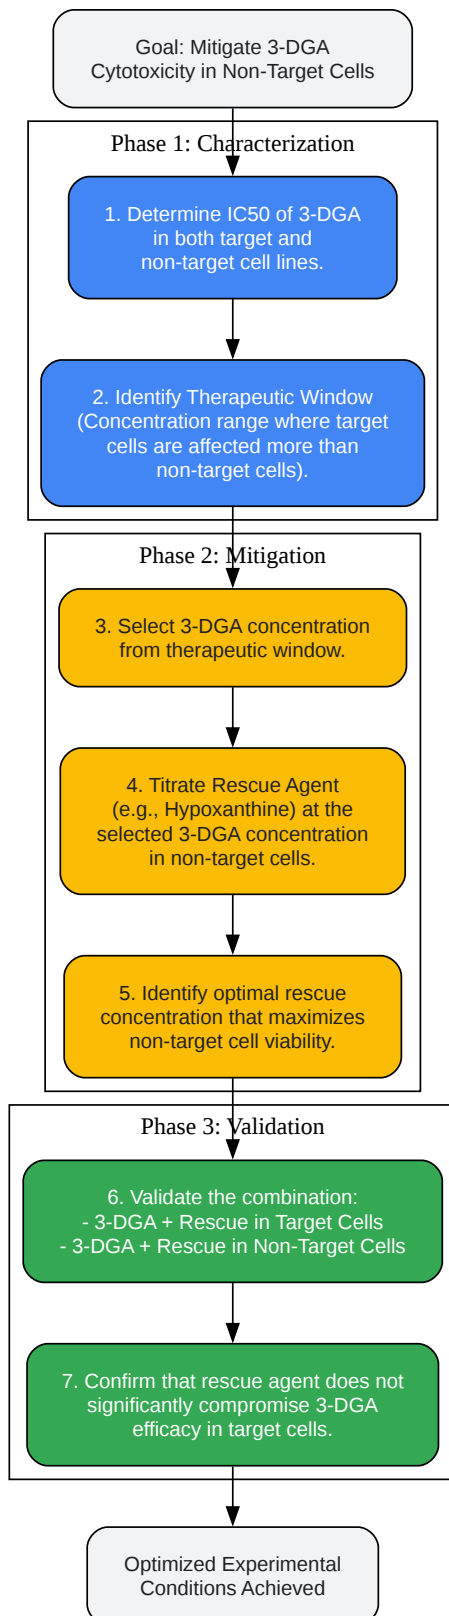 Goal: Mitigate 3-DGA
Cytotoxicity in Non-Target Cells
Phase 1: Characterization
1. Determine IC50 of 3-DGA
in both target and
non-target cell lines.
2. Identify Therapeutic Window
(Concentration range where target
cells are affected more than
non-target cells).
Phase 2: Mitigation
3. Select 3-DGA concentration
from therapeutic window.
4. Titrate Rescue Agent
(e.g., Hypoxanthine) at the
selected 3-DGA concentration
in non-target cells.
5. Identify optimal rescue
concentration that maximizes
non-target cell viability.
Phase 3: Validation
6. Validate the combination:
- 3-DGA + Rescue in Target Cells
- 3-DGA + Rescue in Non-Target Cells
7. Confirm that rescue agent does not
significantly compromise 3-DGA
efficacy in target cells.
Optimized Experimental
Conditions Achieved